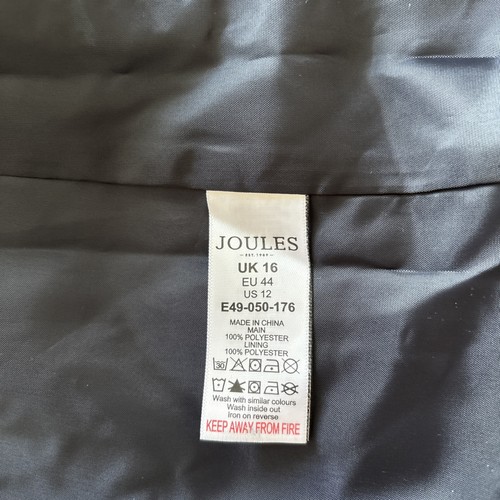 JOULES
EST. 1989
UK 16
EU 44
US 12
E49-050-176
MADE IN CHINA
MAIN
100% POLYESTER
LINING
100% POLYESTER
30
Wash with similar colours
Wash inside out
Iron on reverse
KEEP AWAY FROM FIRE